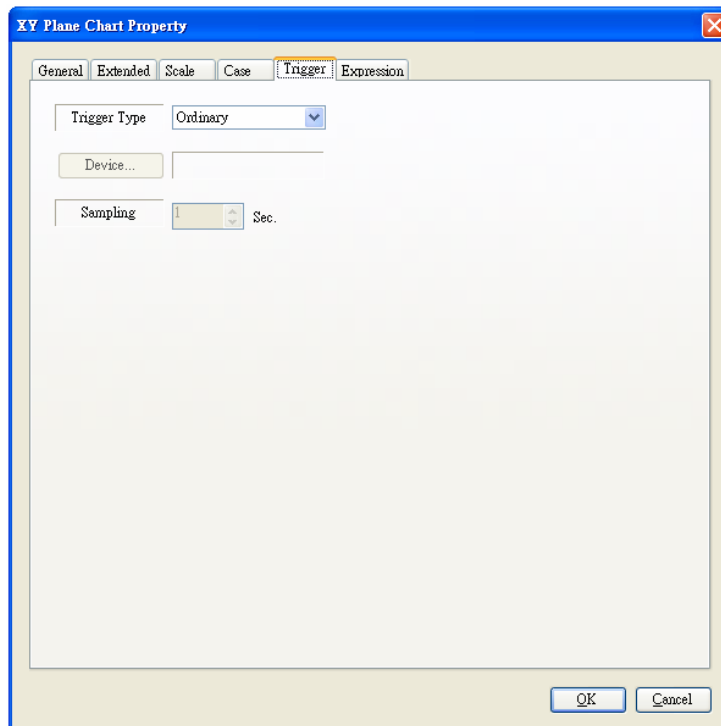 XY Plane Chart Property
General Extended Scale Case Trigger Expression
Trigger Type Ordinary
Device...
Sampling 1 Sec.
OK Cancel